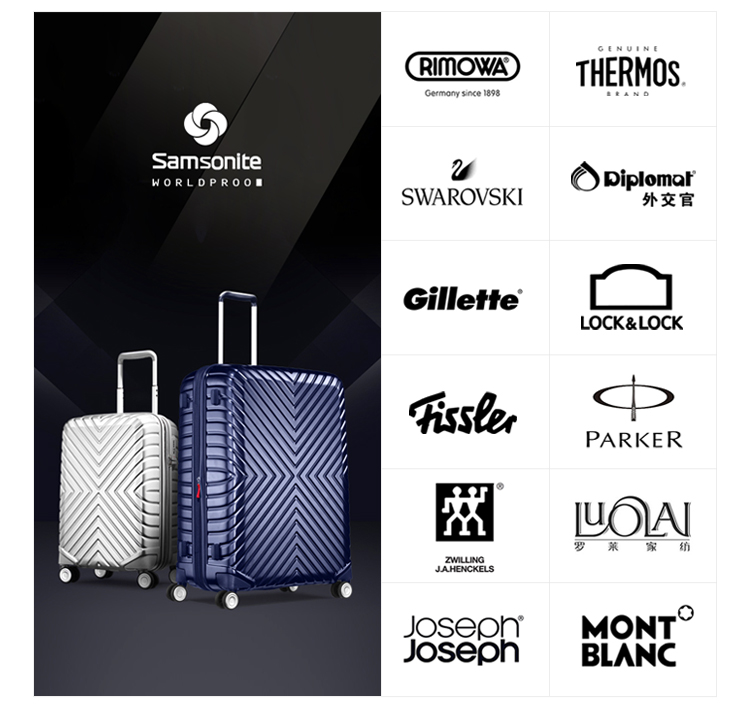 Samsonite
WORLDPROO
RIMOWA
Germany since 1898
GENUINE
THERMOS®
BRAND
SWAROVSKI
Diplomat®
外交官
Gillette®
LOCK&LOCK
Fissler
PARKER
®
ZWILLING
J.A.HENCKELS
LUOLAI
罗莱家纺
Joseph®
Joseph
MONT
BLANC